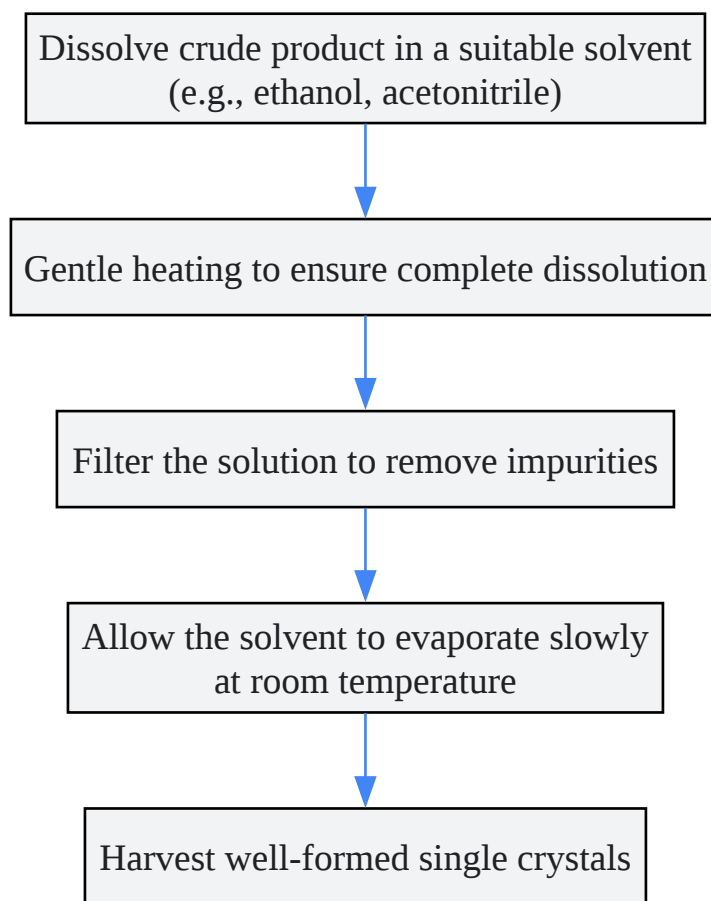 Dissolve crude product in a suitable solvent
(e.g., ethanol, acetonitrile)
Gentle heating to ensure complete dissolution
Filter the solution to remove impurities
Allow the solvent to evaporate slowly
at room temperature
Harvest well-formed single crystals